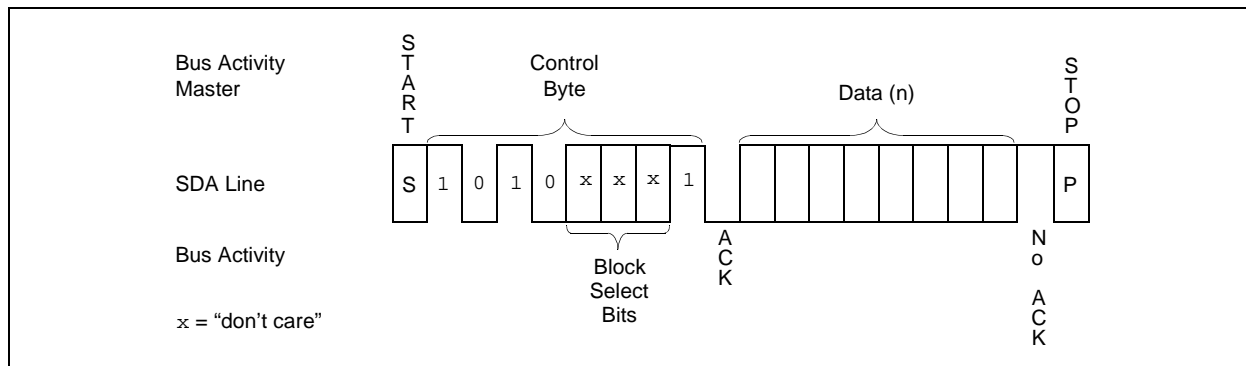 Bus Activity
Master
START
Control
Byte
Data (n)
STOP
SDA Line
S 1 0 1 0 x x x 1 P
Bus Activity
ACK
Block
Select
Bits
No ACK
x = “don’t care”